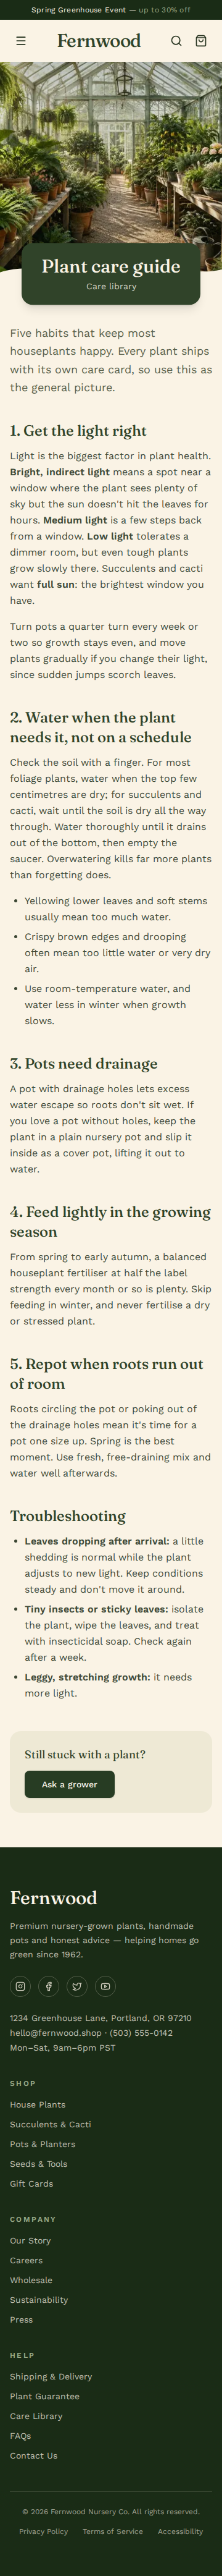 Spring Greenhouse Event — up to 30% off
Fernwood
Plant care guide
Care library
Five habits that keep most
houseplants happy. Every plant ships
with its own care card, so use this as
the general picture.
1. Get the light right
Light is the biggest factor in plant health.
Bright, indirect light means a spot near a
window where the plant sees plenty of
sky but the sun doesn't hit the leaves for
hours. Medium light is a few steps back
from a window. Low light tolerates a
dimmer room, but even tough plants
grow slowly there. Succulents and cacti
want full sun: the brightest window you
have.
Turn pots a quarter turn every week or
two so growth stays even, and move
plants gradually if you change their light,
since sudden jumps scorch leaves.
2. Water when the plant
needs it, not on a schedule
Check the soil with a finger. For most
foliage plants, water when the top few
centimetres are dry; for succulents and
cacti, wait until the soil is dry all the way
through. Water thoroughly until it drains
out of the bottom, then empty the
saucer. Overwatering kills far more plants
than forgetting does.
• Yellowing lower leaves and soft stems
usually mean too much water.
• Crispy brown edges and drooping
often mean too little water or very dry
air.
• Use room-temperature water, and
water less in winter when growth
slows.
3. Pots need drainage
A pot with drainage holes lets excess
water escape so roots don't sit wet. If
you love a pot without holes, keep the
plant in a plain nursery pot and slip it
inside as a cover pot, lifting it out to
water.
4. Feed lightly in the growing
season
From spring to early autumn, a balanced
houseplant fertiliser at half the label
strength every month or so is plenty. Skip
feeding in winter, and never fertilise a dry
or stressed plant.
5. Repot when roots run out
of room
Roots circling the pot or poking out of
the drainage holes mean it's time for a
pot one size up. Spring is the best
moment. Use fresh, free-draining mix and
water well afterwards.
Troubleshooting
• Leaves dropping after arrival: a little
shedding is normal while the plant
adjusts to new light. Keep conditions
steady and don't move it around.
• Tiny insects or sticky leaves: isolate
the plant, wipe the leaves, and treat
with insecticidal soap. Check again
after a week.
• Leggy, stretching growth: it needs
more light.
Still stuck with a plant?
Ask a grower
Fernwood
Premium nursery-grown plants, handmade
pots and honest advice — helping homes go
green since 1962.
1234 Greenhouse Lane, Portland, OR 97210
hello@fernwood.shop · (503) 555-0142
Mon–Sat, 9am–6pm PST
SHOP
House Plants
Succulents & Cacti
Pots & Planters
Seeds & Tools
Gift Cards
COMPANY
Our Story
Careers
Wholesale
Sustainability
Press
HELP
Shipping & Delivery
Plant Guarantee
Care Library
FAQs
Contact Us
© 2026 Fernwood Nursery Co. All rights reserved.
Privacy Policy Terms of Service Accessibility